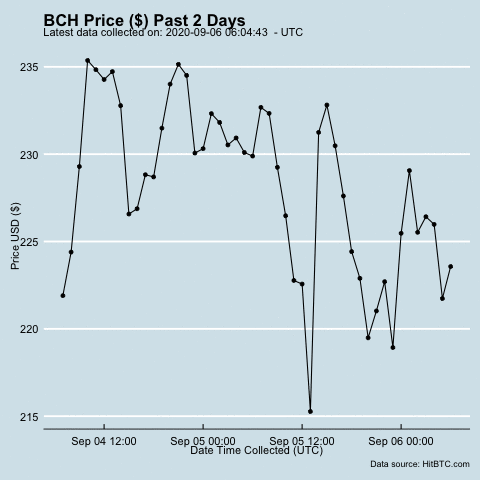 BCH Price ($) Past 2 Days
Latest data collected on: 2020-09-06 06:04:43 - UTC
235
230
225
220
215
Price USD ($)
Sep 04 12:00 Sep 05 00:00 Sep 05 12:00 Sep 06 00:00
Date Time Collected (UTC)
Data source: HitBTC.com